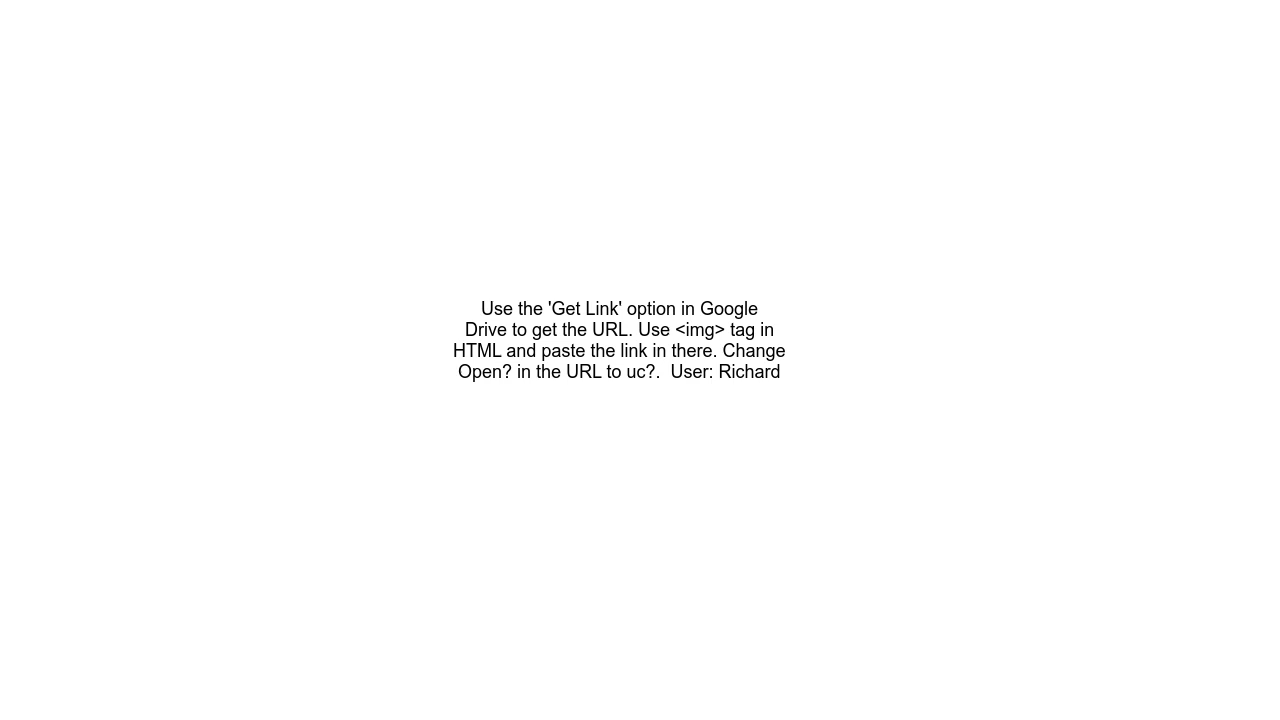 Use the 'Get Link' option in Google
Drive to get the URL. Use <img> tag in
HTML and paste the link in there. Change
Open? in the URL to uc?.  User: Richard